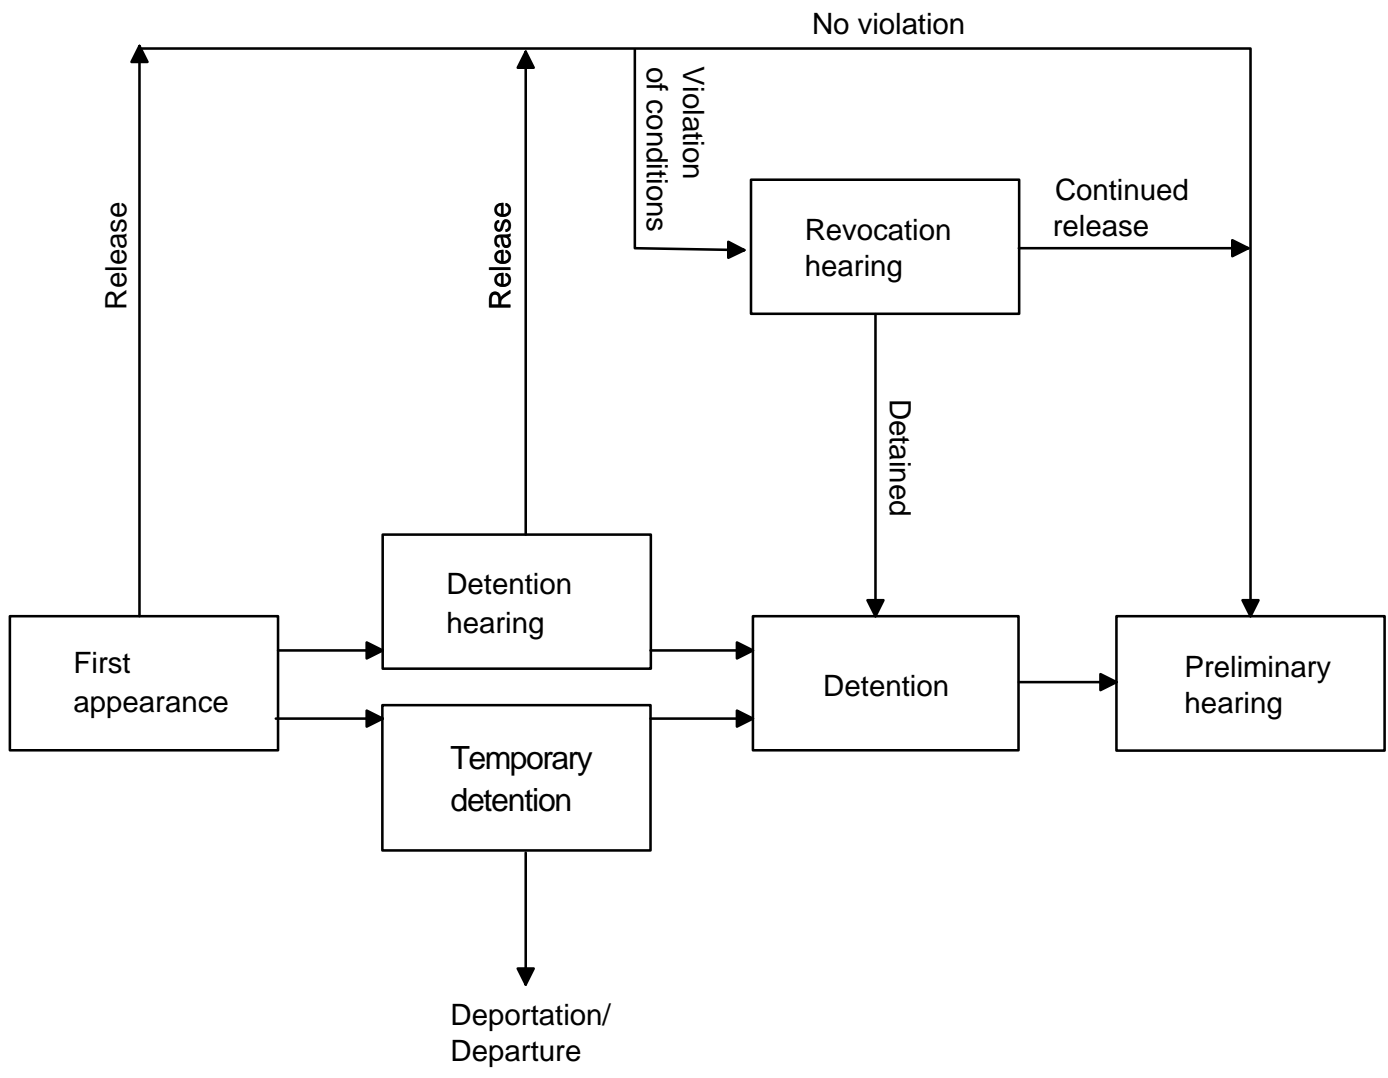 No violation
Violation
of conditions
Release
Release
Continued
release
Revocation
hearing
Detained
Detention
hearing
First
appearance
Detention
Preliminary
hearing
Temporary
detention
Deportation/
Departure